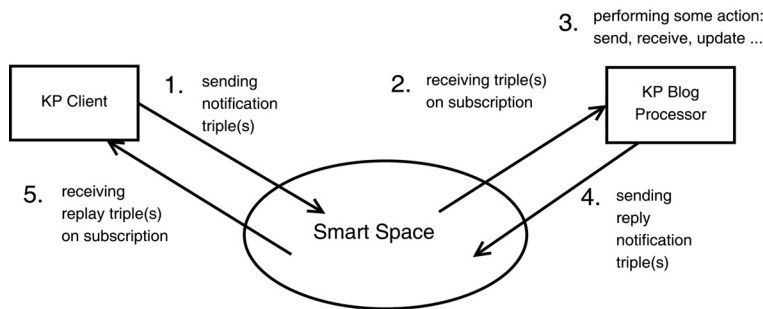 3. performing some action:
send, receive, update ...
KP Client
1. sending
notification
triple(s)
2. receiving triple(s)
on subscription
KP Blog
Processor
5. receiving
replay triple(s)
on subscription
Smart Space
4. sending
reply
notification
triple(s)